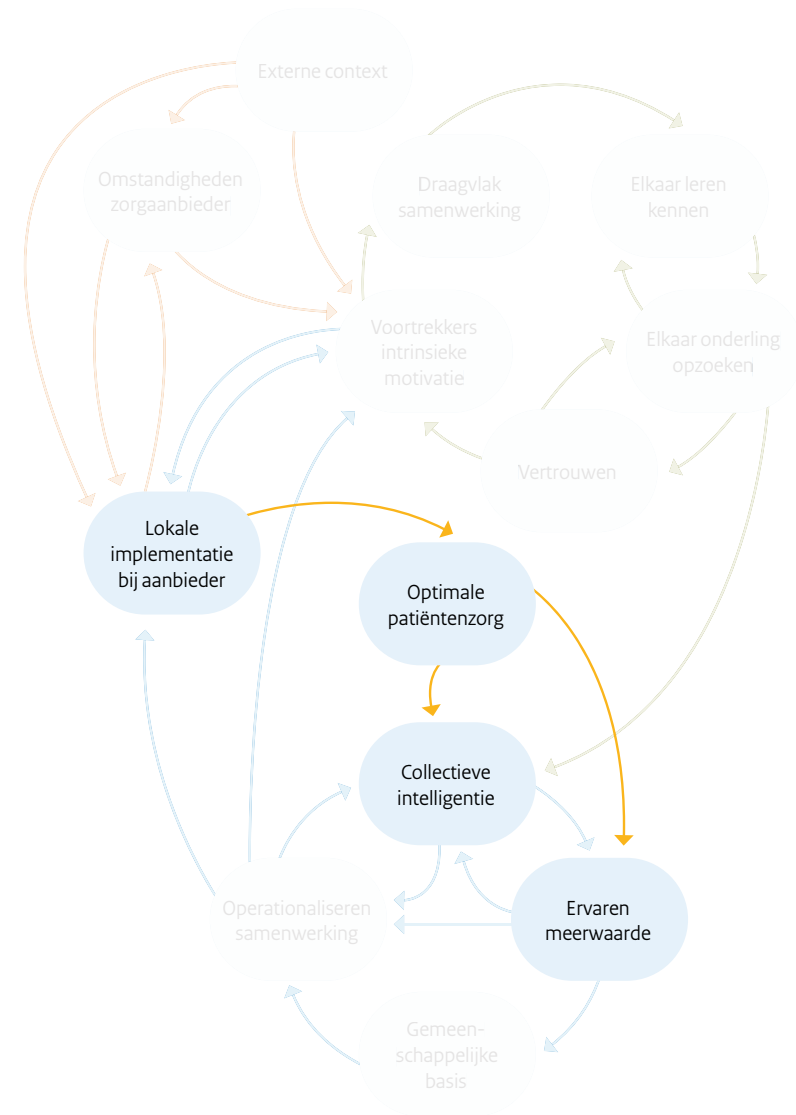 Externe context
Omstandigheden
zorgaanbieder
Draagvlak
samenwerking
Elkaar leren
kennen
Voortrekkers
intrinsieke
motivatie
Elkaar onderling
opzoeken
Vertrouwen
Lokale
implementatie
bij aanbieder
Optimale
patiëntenzorg
Collectieve
intelligentie
Operationaliseren
samenwerking
Ervaren
meerwaarde
Gemeen-
schappelijke
basis